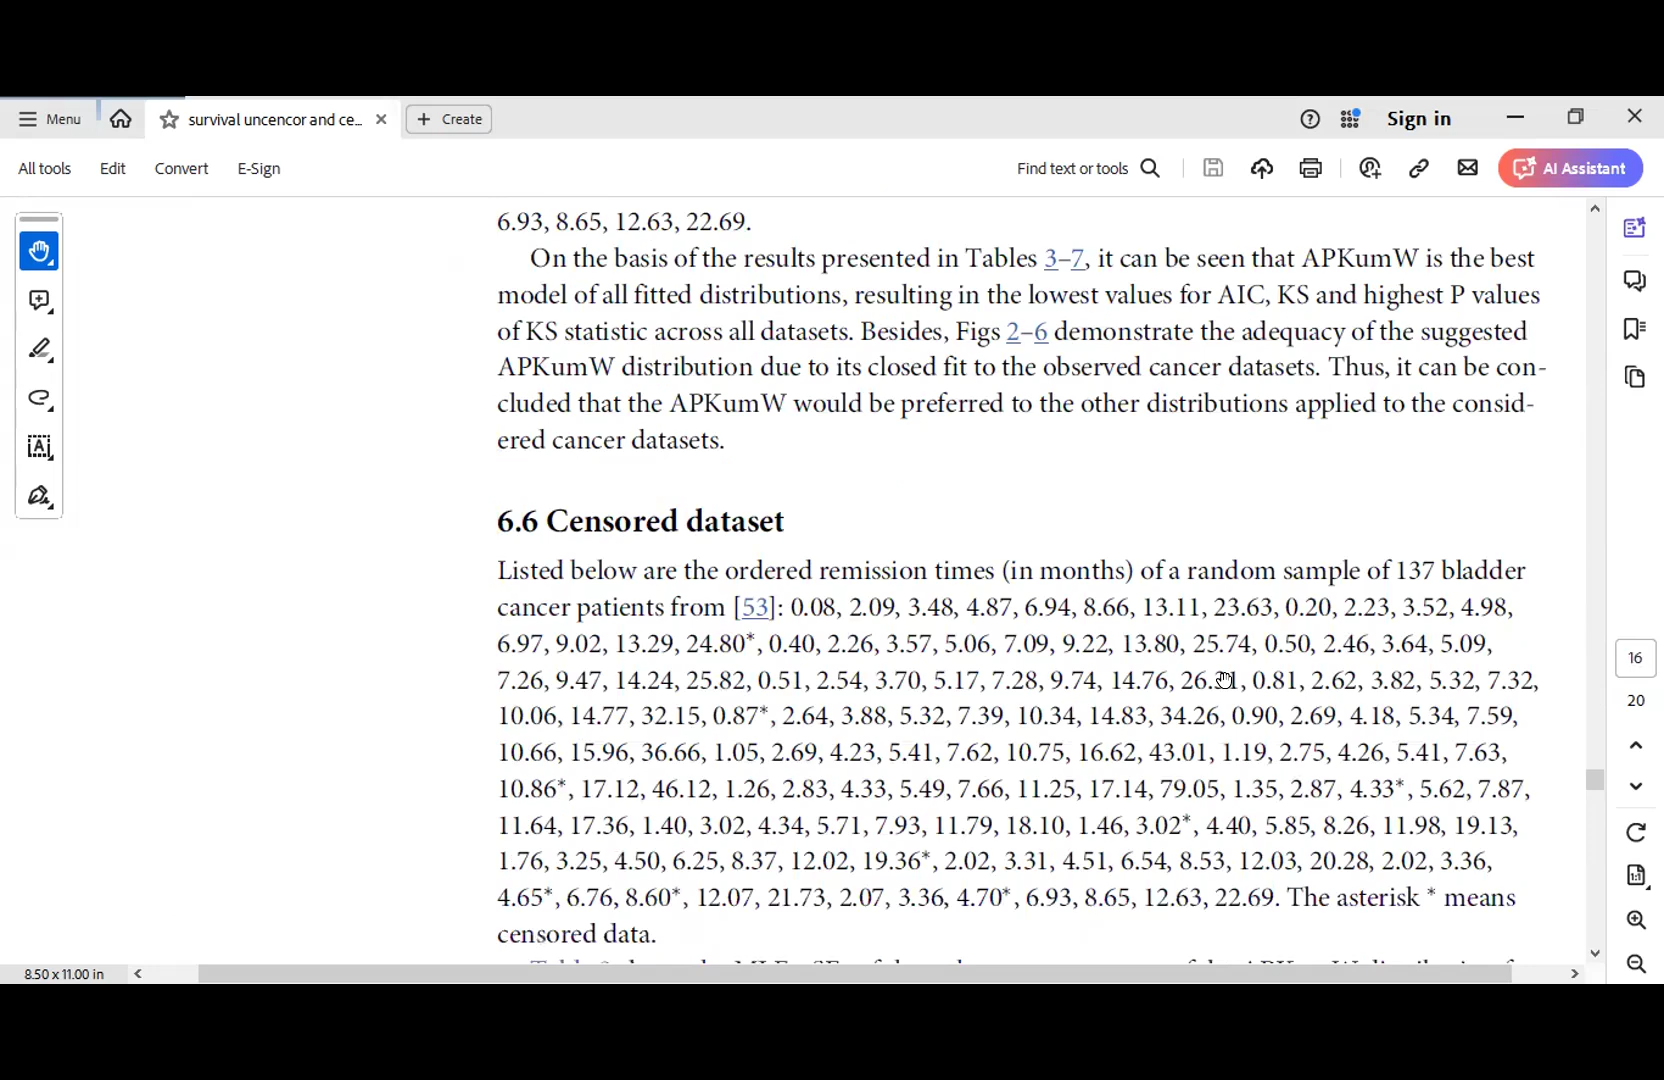 Menu
survival uncencor and ce...
Create
Sign in
All tools
Edit
Convert
E-Sign
Find text or tools
AI Assistant
6.93, 8.65, 12.63, 22.69.
On the basis of the results presented in Tables 3–7, it can be seen that APKumW is the best
model of all fitted distributions, resulting in the lowest values for AIC, KS and highest P values
of KS statistic across all datasets. Besides, Figs 2–6 demonstrate the adequacy of the suggested
APKumW distribution due to its closed fit to the observed cancer datasets. Thus, it can be con-
cluded that the APKumW would be preferred to the other distributions applied to the consid-
ered cancer datasets.
6.6 Censored dataset
Listed below are the ordered remission times (in months) of a random sample of 137 bladder
cancer patients from [53]: 0.08, 2.09, 3.48, 4.87, 6.94, 8.66, 13.11, 23.63, 0.20, 2.23, 3.52, 4.98,
6.97, 9.02, 13.29, 24.80*, 0.40, 2.26, 3.57, 5.06, 7.09, 9.22, 13.80, 25.74, 0.50, 2.46, 3.64, 5.09,
7.26, 9.47, 14.24, 25.82, 0.51, 2.54, 3.70, 5.17, 7.28, 9.74, 14.76, 0.81, 2.62, 3.82, 5.32, 7.32,
10.06, 14.77, 32.15, 0.87*, 2.64, 3.88, 5.32, 7.39, 10.34, 14.83, 34.26, 0.90, 2.69, 4.18, 5.34, 7.59,
10.66, 15.96, 36.66, 1.05, 2.69, 4.23, 5.41, 7.62, 10.75, 16.62, 43.01, 1.19, 2.75, 4.26, 5.41, 7.63,
10.86*, 17.12, 46.12, 1.26, 2.83, 4.33, 5.49, 7.66, 11.25, 17.14, 79.05, 1.35, 2.87, 4.33*, 5.62, 7.87,
11.64, 17.36, 1.40, 3.02, 4.34, 5.71, 7.93, 11.79, 18.10, 1.46, 3.02*, 4.40, 5.85, 8.26, 11.98, 19.13,
1.76, 3.25, 4.50, 6.25, 8.37, 12.02, 19.36*, 2.02, 3.31, 4.51, 6.54, 8.53, 12.03, 20.28, 2.02, 3.36,
4.65*, 6.76, 8.60*, 12.07, 21.73, 2.07, 3.36, 4.70*, 6.93, 8.65, 12.63, 22.69. The asterisk * means
censored data.
16
20
8.50 x 11.00 in